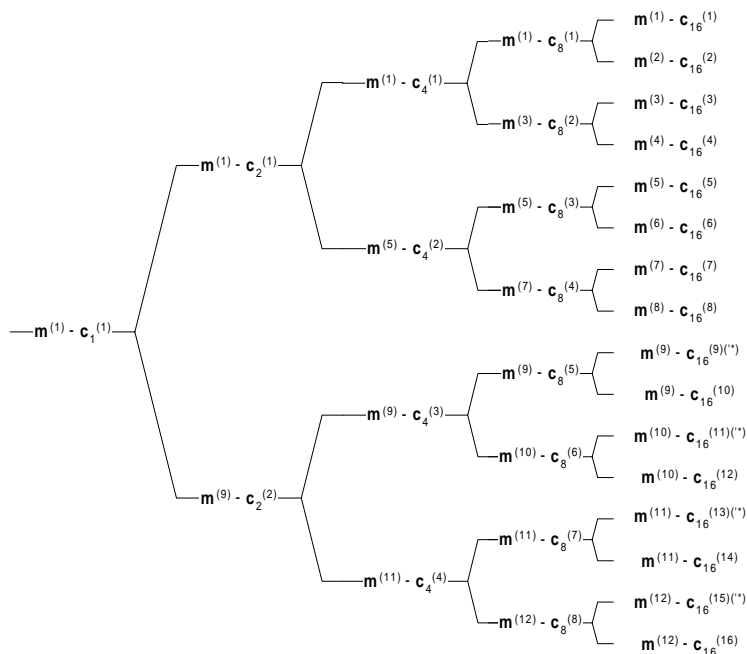 m(1) - c1(1)
m(1) - c2(1)
m(9) - c2(2)
m(1) - c4(1)
m(5) - c4(2)
m(9) - c4(3)
m(11) - c4(4)
m(1) - c8(1)
m(3) - c8(2)
m(5) - c8(3)
m(7) - c8(4)
m(9) - c8(5)
m(10) - c8(6)
m(11) - c8(7)
m(12) - c8(8)
m(1) - c16(1)
m(2) - c16(2)
m(3) - c16(3)
m(4) - c16(4)
m(5) - c16(5)
m(6) - c16(6)
m(7) - c16(7)
m(8) - c16(8)
m(9) - c16(9)('*)
m(9) - c16(10)
m(10) - c16(11)('*)
m(10) - c16(12)
m(11) - c16(13)('*)
m(11) - c16(14)
m(12) - c16(15)('*)
m(12) - c16(16)